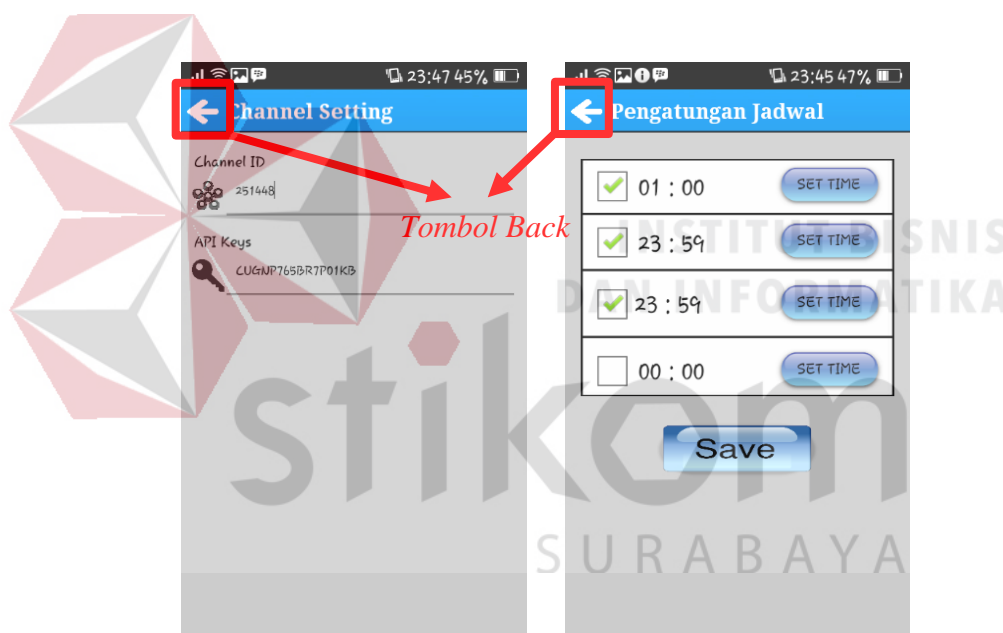 23:47 45%
Channel Setting
Channel ID
251448
API Keys
CUGNP765BR7P01KB
Tombol Back
23:45 47%
Pengatungan Jadwal
01 : 00 SET TIME
23 : 59 SET TIME
23 : 59 SET TIME
00 : 00 SET TIME
Save
INSTITUT BISNIS
DAN INFORMATIKA
stikom
SURABAYA